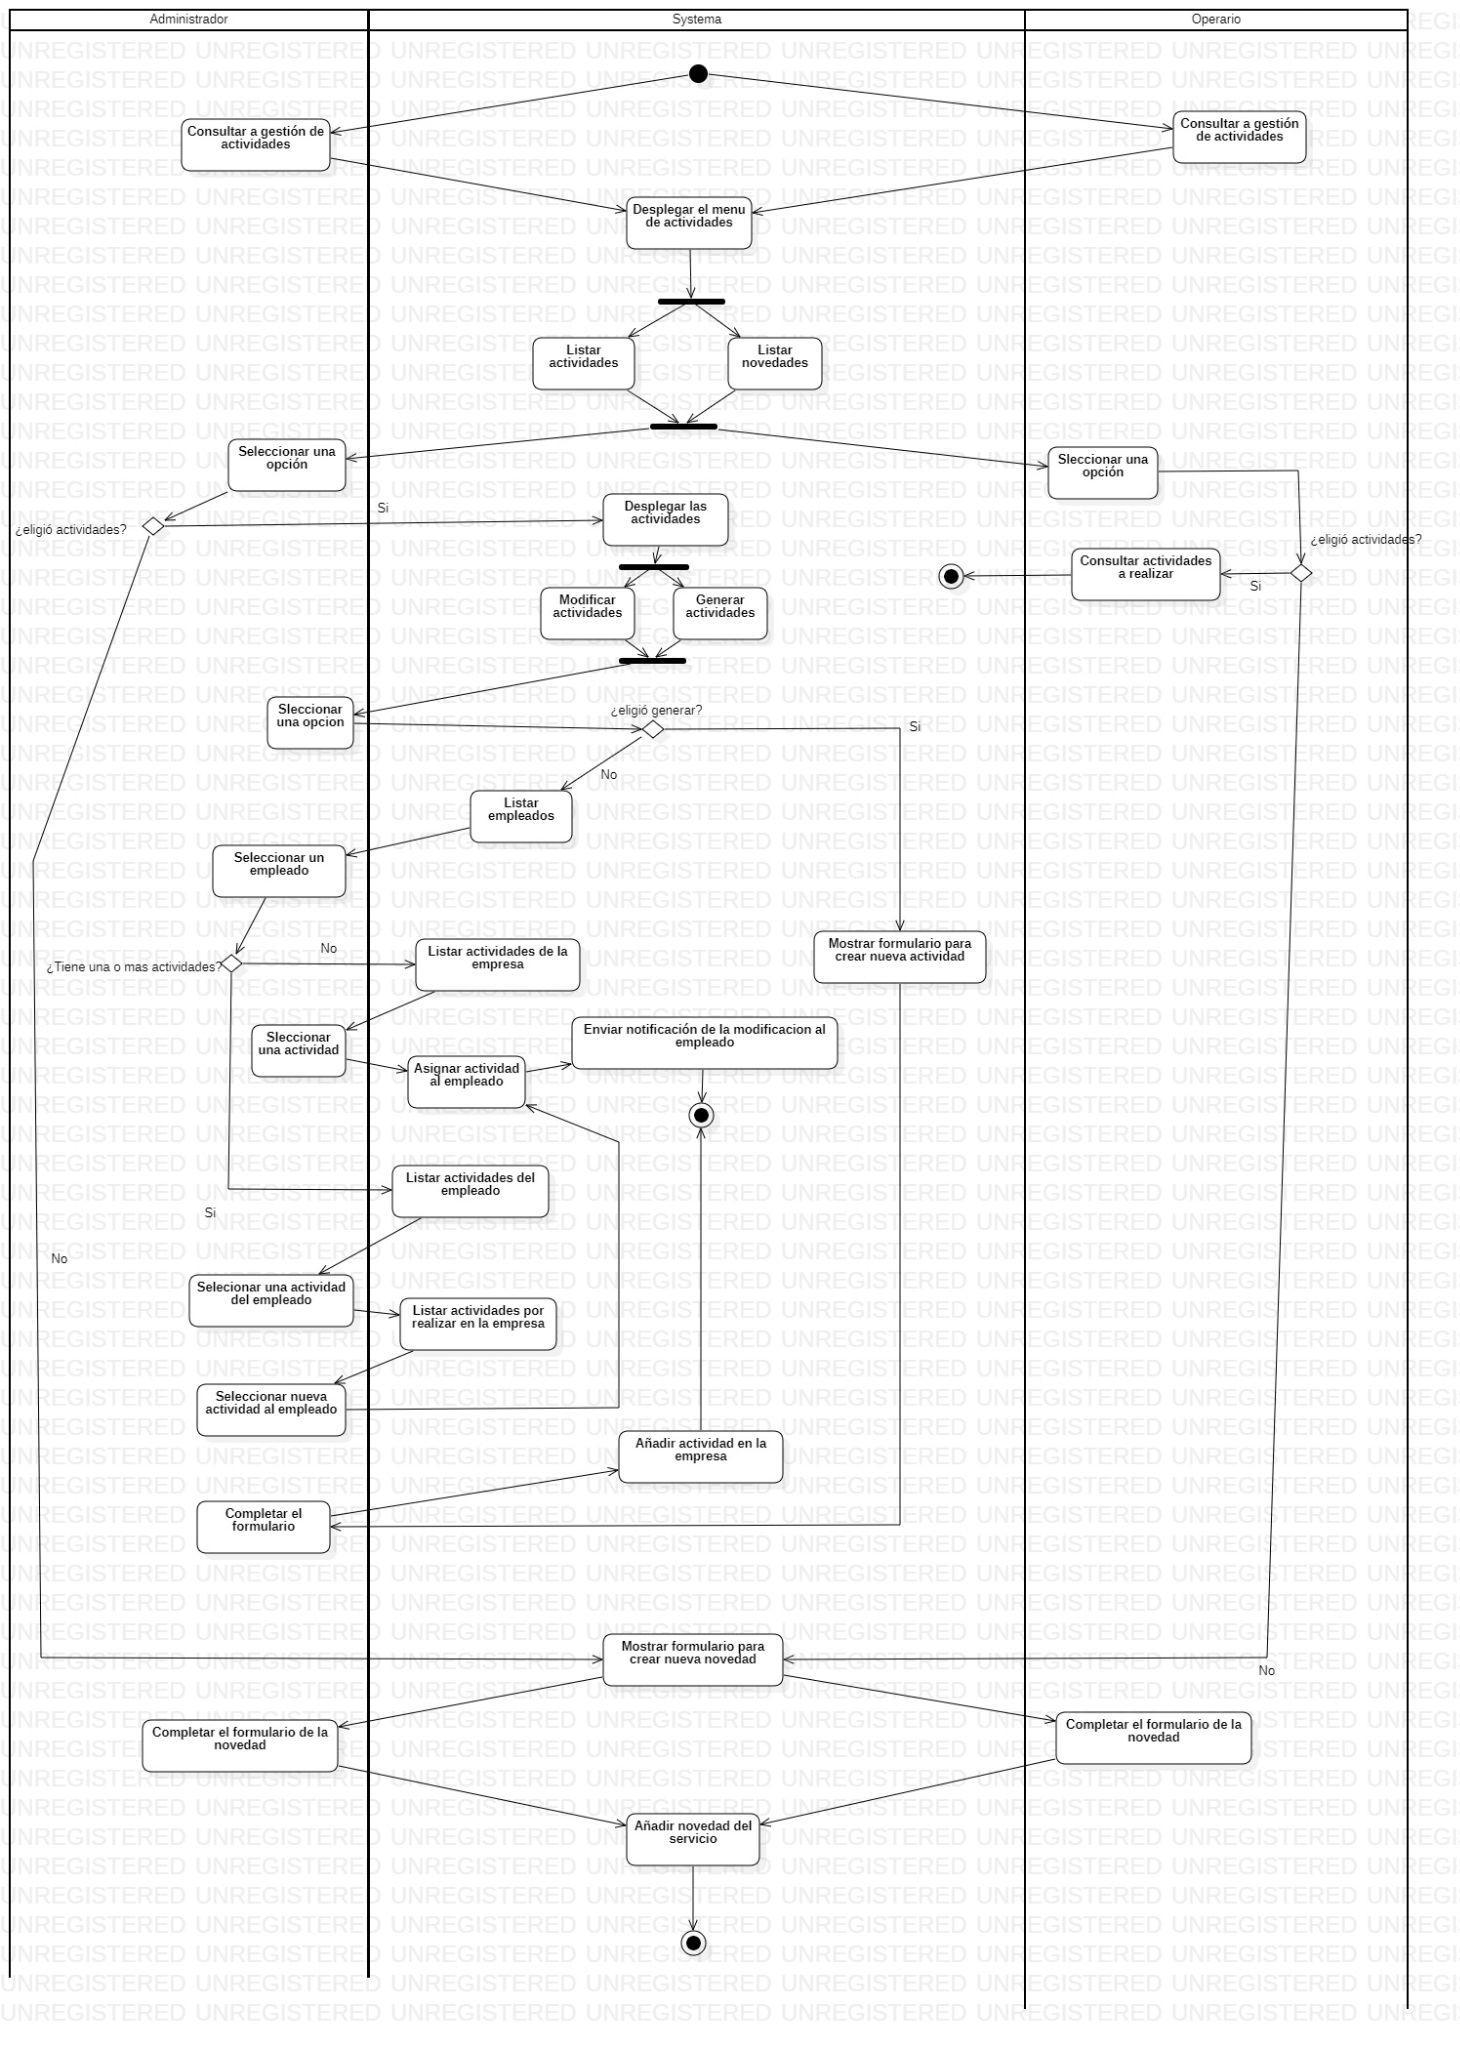 Administrador
Systema
Operario
Consultar a gestión de
actividades
Consultar a gestión
de actividades
Desplegar el menu
de actividades
Listar
actividades
Listar
novedades
Seleccionar una
opción
Sleccionar una
opción
Si
Desplegar las
actividades
¿eligió actividades?
¿eligió actividades?
Consultar actividades
a realizar
Si
Modificar
actividades
Generar
actividades
Sleccionar
una opcion
¿eligió generar?
Si
No
Listar
empleados
Seleccionar un
empleado
No
¿Tiene una o mas actividades?
Listar actividades de la
empresa
Mostrar formulario para
crear nueva actividad
Sleccionar
una actividad
Enviar notificación de la modificacion al
empleado
Asignar actividad
al empleado
Listar actividades del
empleado
Si
No
Selecionar una actividad
del empleado
Listar actividades por
realizar en la empresa
Seleccionar nueva
actividad al empleado
Añadir actividad en la
empresa
Completar el
formulario
Mostrar formulario para
crear nueva novedad
No
Completar el formulario de la
novedad
Completar el formulario de la
novedad
Añadir novedad del
servicio
UNREGISTERED